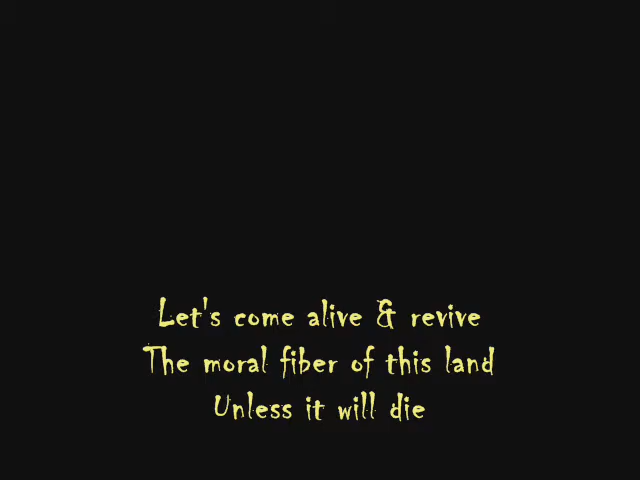 Let's come alive & revive
The moral fiber of this land
Unless it will die